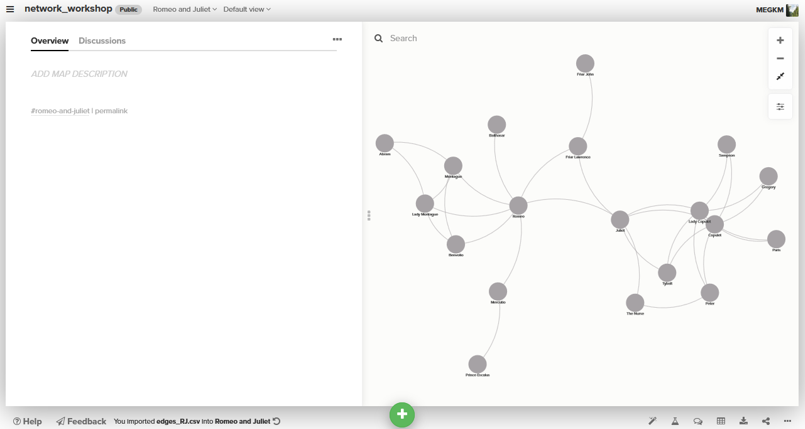 network_workshop Public Romeo and Juliet Default view MEGKM
Overview Discussions
ADD MAP DESCRIPTION
#romeo-and-juliet | permalink
Search
Friar John
Balthasar
Abram
Friar Lawrence
Sampson
Montague
Gregory
Lady Montague
Romeo
Lady Capulet
Juliet
Capulet
Paris
Benvolio
Tybalt
Mercutio
Peter
The Nurse
Prince Escalus
Help Feedback You imported edges_RJ.csv into Romeo and Juliet